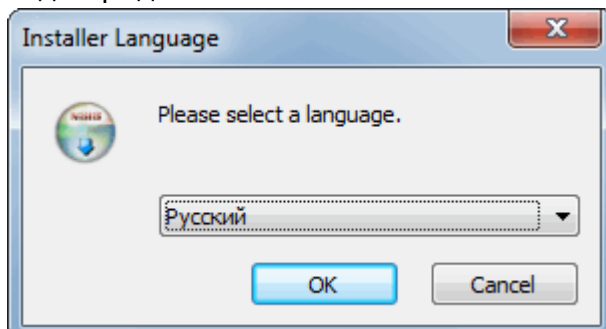 Installer Language
Please select a language.
Русский
OK
Cancel